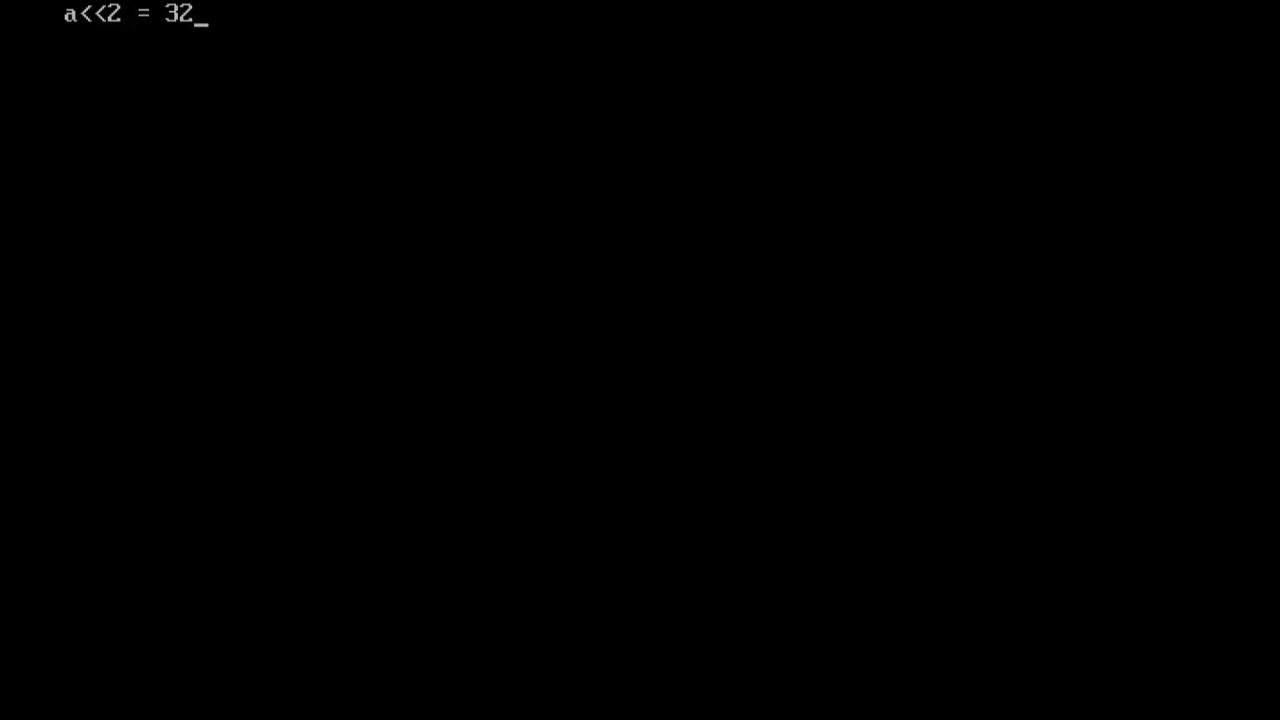 a<<2 = 32_